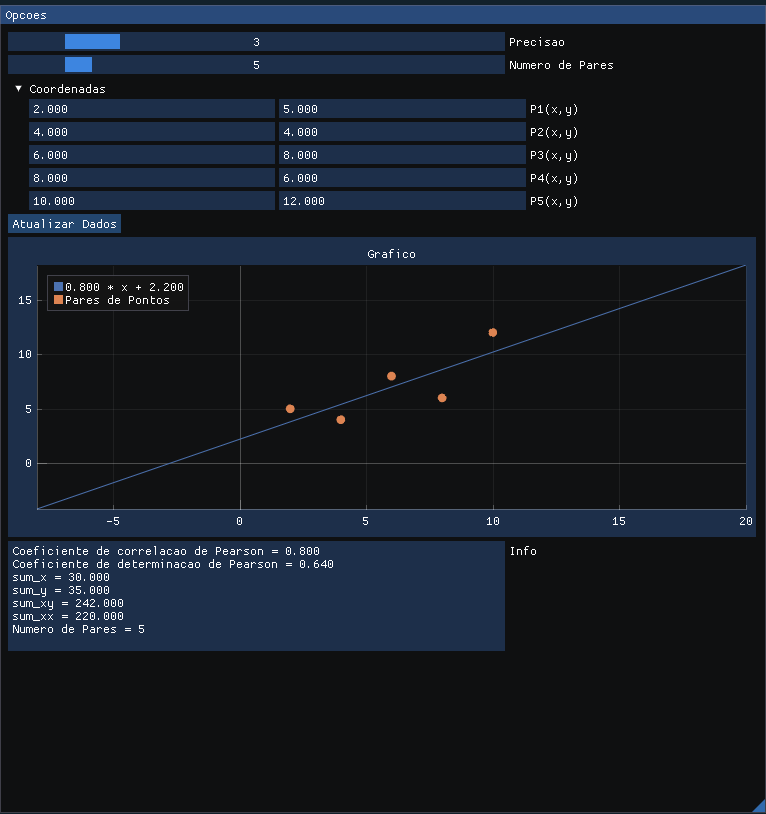 Opcoes
3 Precisao
5 Numero de Pares
Coordenadas
2.000 5.000 P1(x,y)
4.000 4.000 P2(x,y)
6.000 8.000 P3(x,y)
8.000 6.000 P4(x,y)
10.000 12.000 P5(x,y)
Atualizar Dados
Grafico
0.800 * x + 2.200
Pares de Pontos
15
10
5
0
-5 0 5 10 15 20
Coeficiente de correlacao de Pearson = 0.800 Info
Coeficiente de determinacao de Pearson = 0.640
sum_x = 30.000
sum_y = 35.000
sum_xy = 242.000
sum_xx = 220.000
Numero de Pares = 5